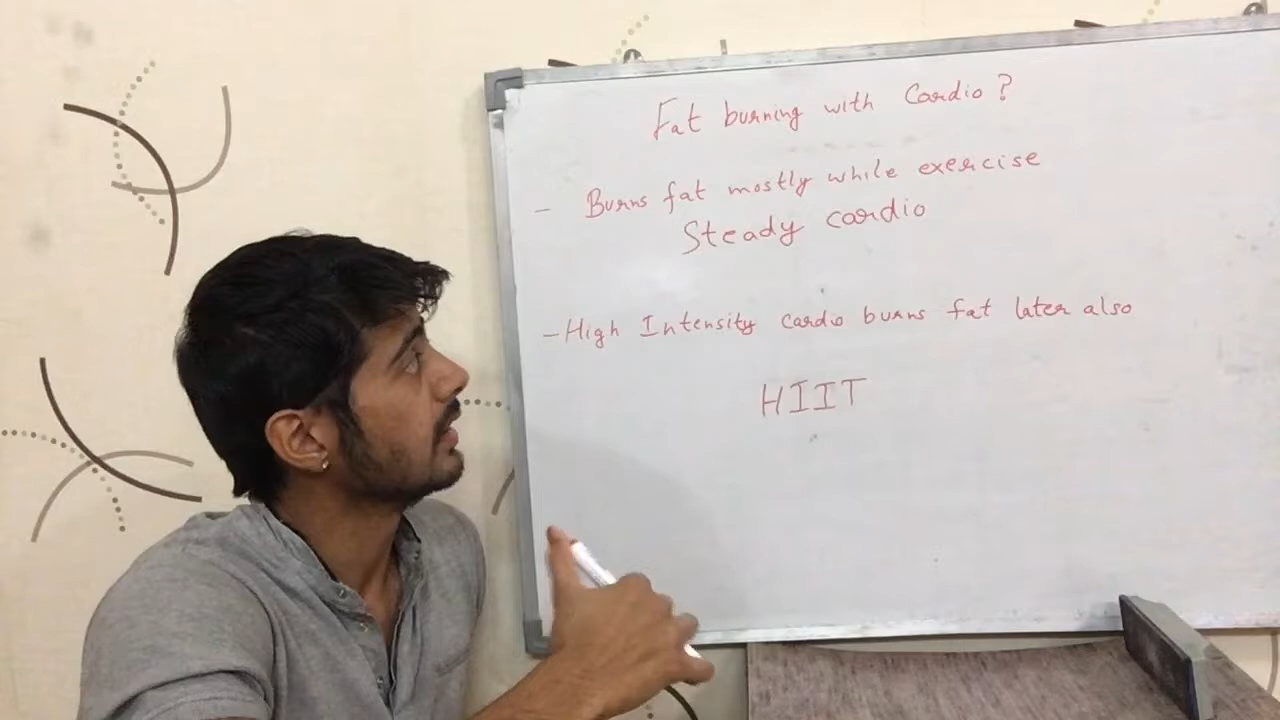 Fat burning with Cardio?
- Burns fat mostly while exercise
Steady cardio
- High Intensity cardio burns fat later also
HIIT